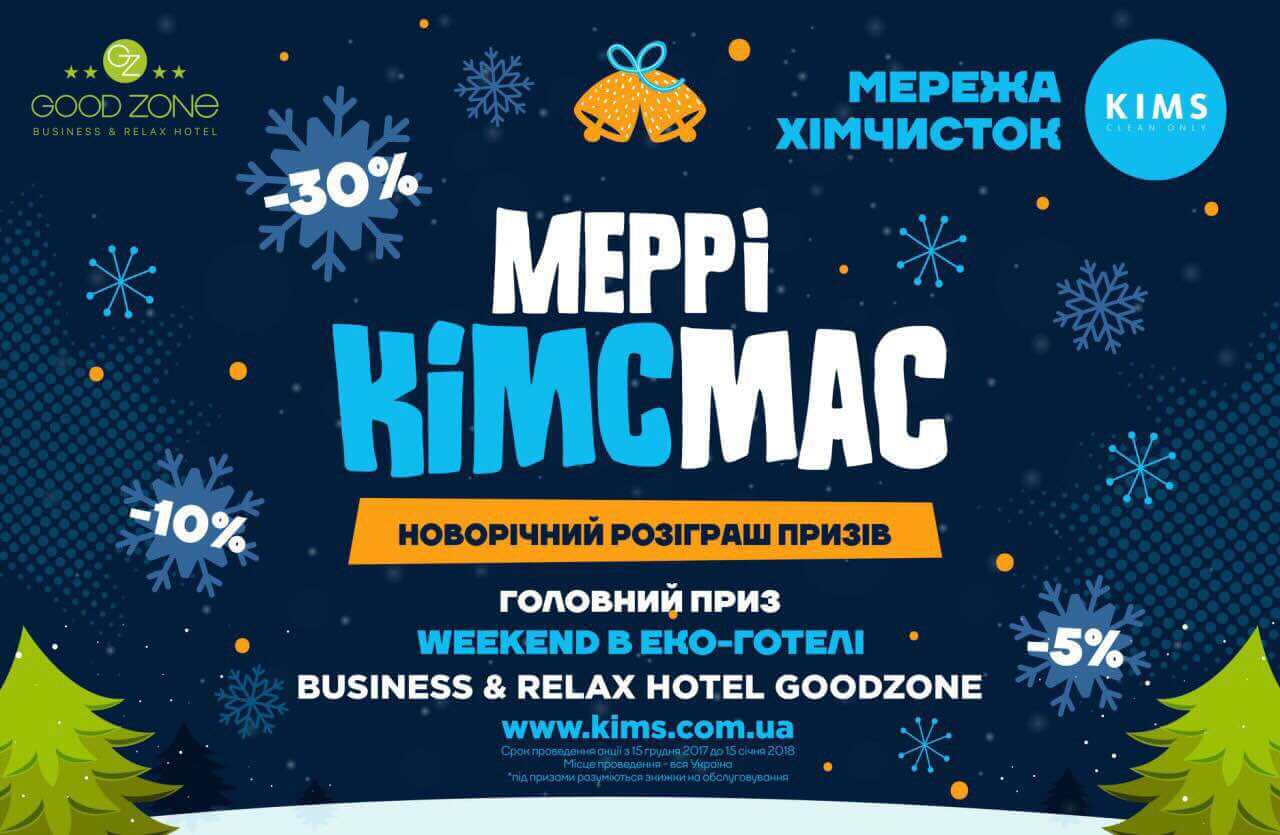 GZ
GOOD ZONE
BUSINESS & RELAX HOTEL
МЕРЕЖА
ХІМЧИСТОК
KIMS
CLEAN ONLY
-30%
МЕРРі
КіМСМАС
-10%
НОВОРІЧНИЙ РОЗІГРАШ ПРИЗІВ
ГОЛОВНИЙ ПРИЗ
WEEKEND В ЕКО-ГОТЕЛІ
-5%
BUSINESS & RELAX HOTEL GOODZONE
www.kims.com.ua
Срок проведення акції з 15 грудня 2017 до 15 січня 2018
Місце проведення - вся Україна
*під призами розуміються знижки на обслуговування